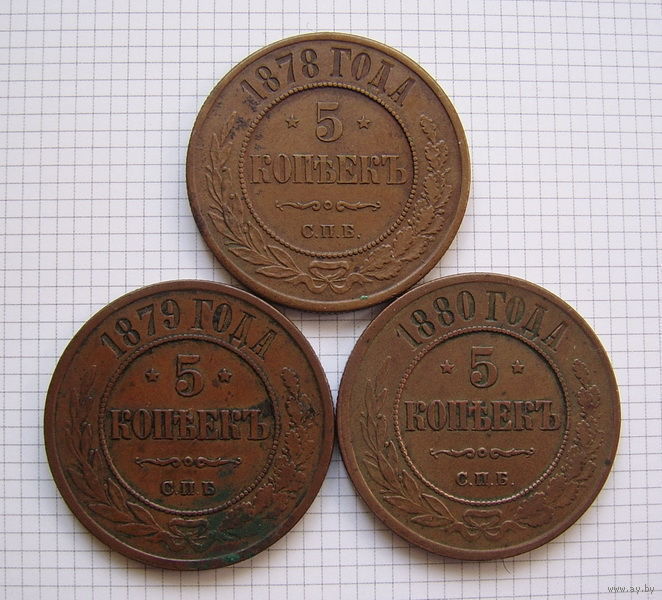 1878 ГОДА
5
КОПѢЕКЪ
С.П.Б.
1879 ГОДА
5
КОПѢЕКЪ
С.П.Б
1880 ГОДА
5
КОПѢЕКЪ
С.П.Б.
www.ay.by